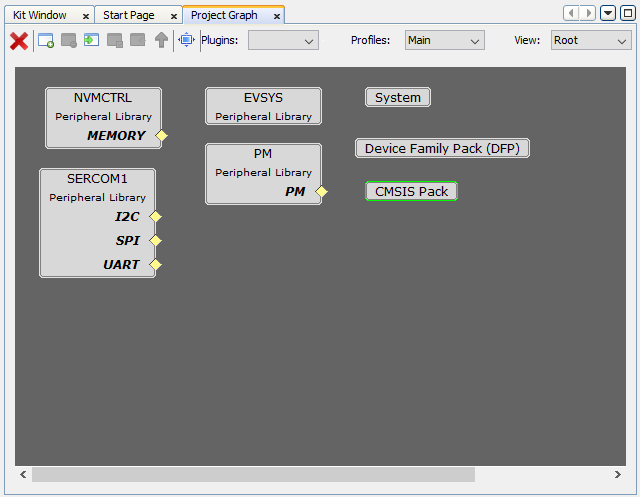 Kit Window x Start Page x Project Graph x
Plugins: Profiles: Main View: Root
NVMCTRL
Peripheral Library
MEMORY
EVSYS
Peripheral Library
System
Device Family Pack (DFP)
PM
Peripheral Library
PM
CMSIS Pack
SERCOM1
Peripheral Library
I2C
SPI
UART